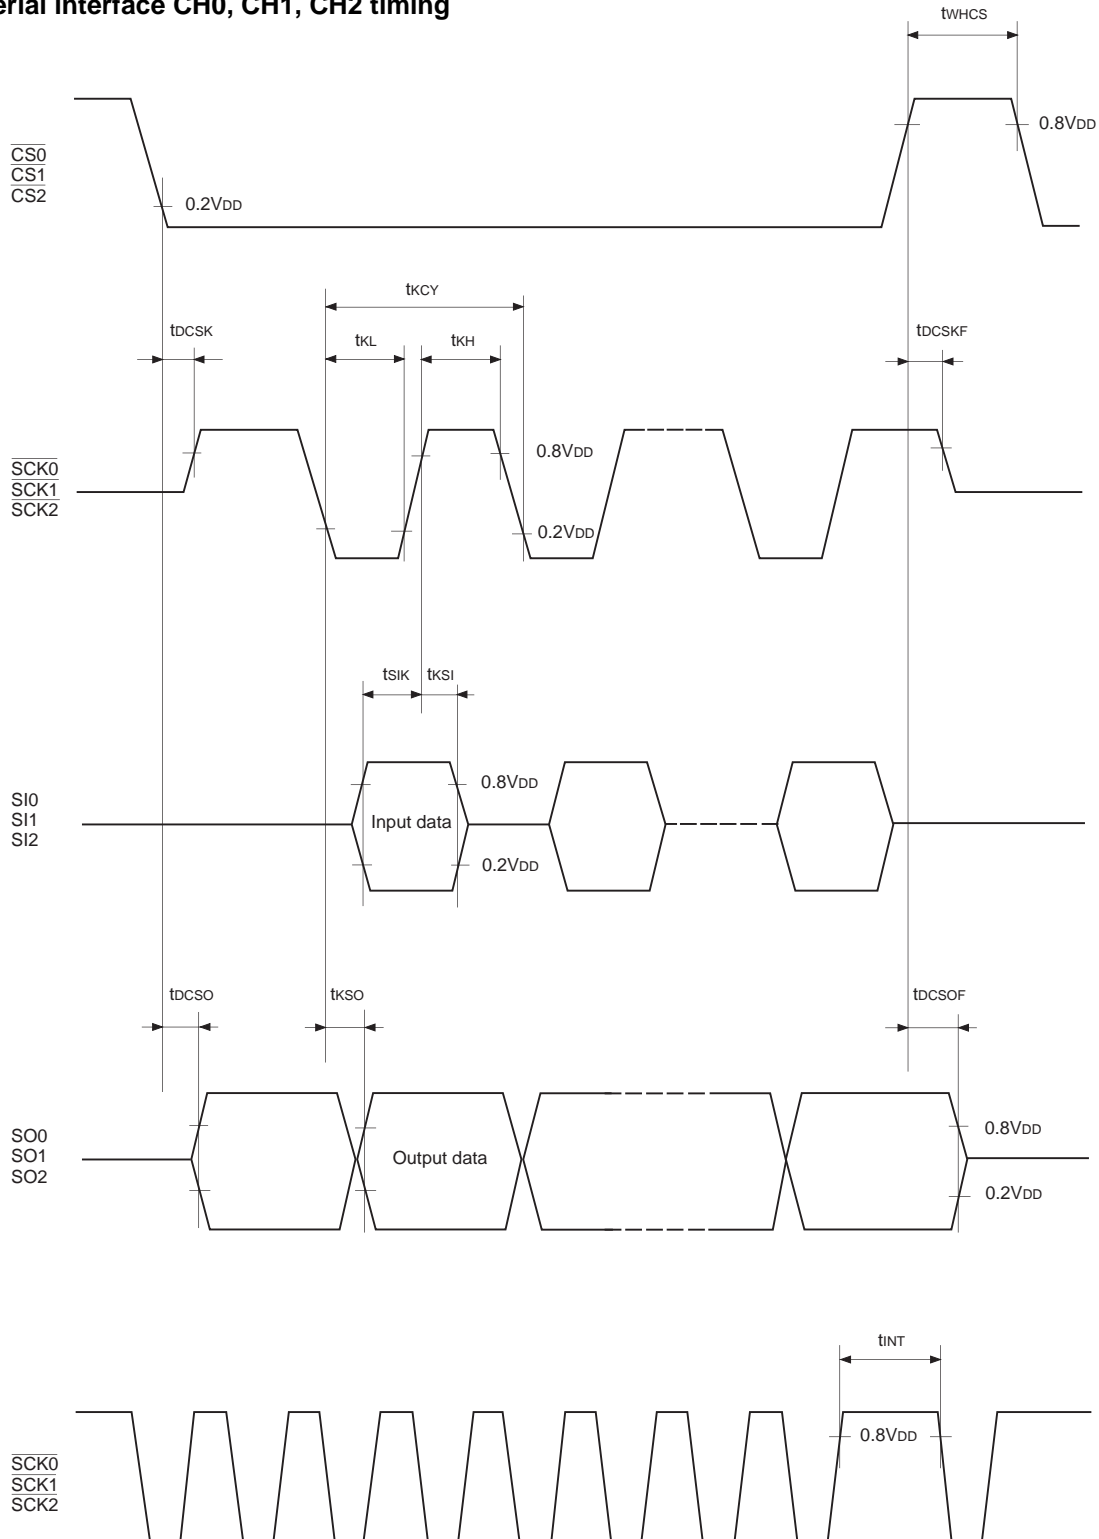 erial interface CH0, CH1, CH2 timing
tWHCS
0.8VDD
CS0
CS1
CS2
0.2VDD
tKCY
tDCSK
tKL
tKH
tDCSKF
0.8VDD
SCK0
SCK1
SCK2
0.2VDD
tSIK
tKSI
0.8VDD
SI0
SI1
SI2
Input data
0.2VDD
tDCSO
tKSO
tDCSOF
SO0
SO1
SO2
Output data
0.8VDD
0.2VDD
tINT
0.8VDD
SCK0
SCK1
SCK2